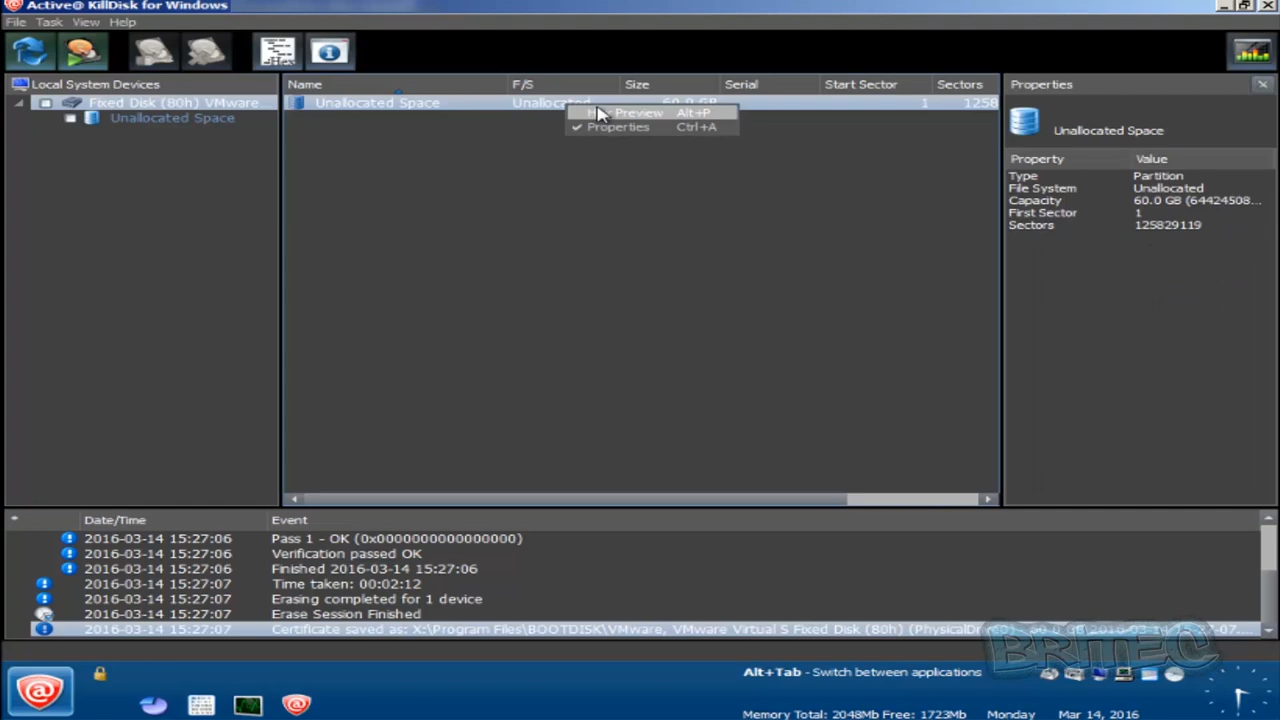 Active@ KillDisk for Windows
File Task View Help
Local System Devices
Fixed Disk (80h) VMware
Unallocated Space
Name F/S Size Serial Start Sector Sectors
Unallocated Space Unallocated 60.0 GB 1 1258
Preview Alt+P
Properties Ctrl+A
Properties
Unallocated Space
Property Value
Type Partition
File System Unallocated
Capacity 60.0 GB (64424508...
First Sector 1
Sectors 125829119
Date/Time Event
2016-03-14 15:27:06 Pass 1 - OK (0x0000000000000000)
2016-03-14 15:27:06 Verification passed OK
2016-03-14 15:27:06 Finished 2016-03-14 15:27:06
2016-03-14 15:27:07 Time taken: 00:02:12
2016-03-14 15:27:07 Erasing completed for 1 device
2016-03-14 15:27:07 Erase Session Finished
2016-03-14 15:27:07 Certificate saved as: X:\Program Files\BOOTDISK\VMware, VMware Virtual S Fixed Disk (80h)
BRITEC
Alt+Tab - Switch between applications
Memory Total: 2048Mb Free: 1723Mb Monday Mar 14, 2016